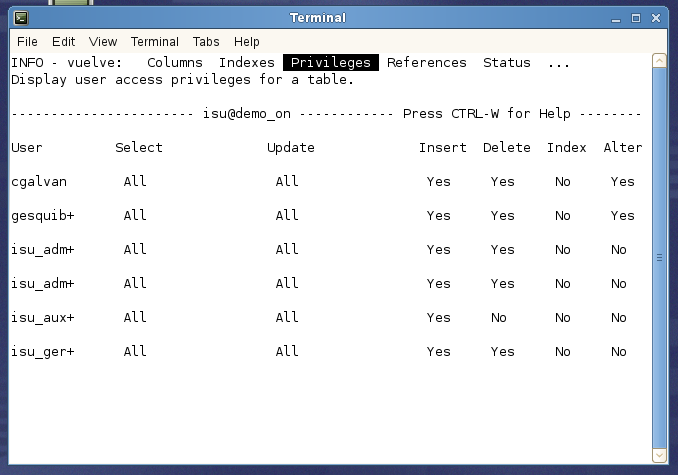 Terminal
File Edit View Terminal Tabs Help
INFO - vuelve: Columns Indexes Privileges References Status ...
Display user access privileges for a table.
----------------------- isu@demo_on ------------ Press CTRL-W for Help --------
User Select Update Insert Delete Index Alter
cgalvan All All Yes Yes No Yes
gesquib+ All All Yes Yes No Yes
isu_adm+ All All Yes Yes No No
isu_adm+ All All Yes Yes No No
isu_aux+ All All Yes No No No
isu_ger+ All All Yes Yes No No